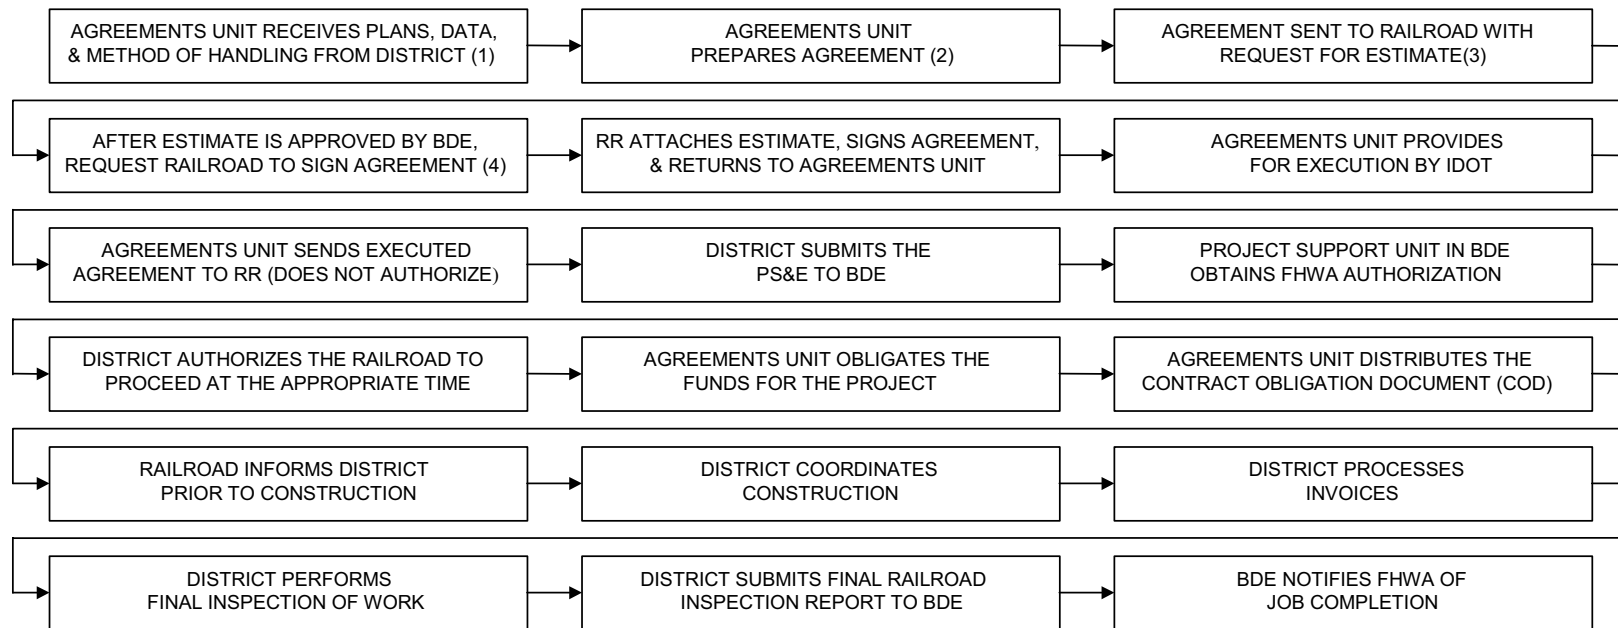 AGREEMENTS UNIT RECEIVES PLANS, DATA,
& METHOD OF HANDLING FROM DISTRICT (1)
AGREEMENTS UNIT
PREPARES AGREEMENT (2)
AGREEMENT SENT TO RAILROAD WITH
REQUEST FOR ESTIMATE(3)
AFTER ESTIMATE IS APPROVED BY BDE,
REQUEST RAILROAD TO SIGN AGREEMENT (4)
RR ATTACHES ESTIMATE, SIGNS AGREEMENT,
& RETURNS TO AGREEMENTS UNIT
AGREEMENTS UNIT PROVIDES
FOR EXECUTION BY IDOT
AGREEMENTS UNIT SENDS EXECUTED
AGREEMENT TO RR (DOES NOT AUTHORIZE)
DISTRICT SUBMITS THE
PS&E TO BDE
PROJECT SUPPORT UNIT IN BDE
OBTAINS FHWA AUTHORIZATION
DISTRICT AUTHORIZES THE RAILROAD TO
PROCEED AT THE APPROPRIATE TIME
AGREEMENTS UNIT OBLIGATES THE
FUNDS FOR THE PROJECT
AGREEMENTS UNIT DISTRIBUTES THE
CONTRACT OBLIGATION DOCUMENT (COD)
RAILROAD INFORMS DISTRICT
PRIOR TO CONSTRUCTION
DISTRICT COORDINATES
CONSTRUCTION
DISTRICT PROCESSES
INVOICES
DISTRICT PERFORMS
FINAL INSPECTION OF WORK
DISTRICT SUBMITS FINAL RAILROAD
INSPECTION REPORT TO BDE
BDE NOTIFIES FHWA OF
JOB COMPLETION